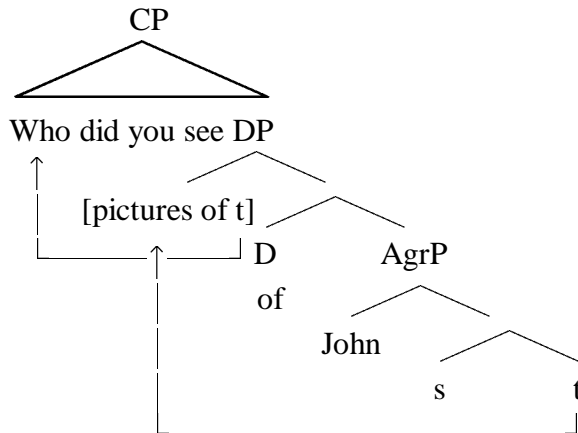 CP
Who did you see DP
[pictures of t]
D AgrP
of
John
s t